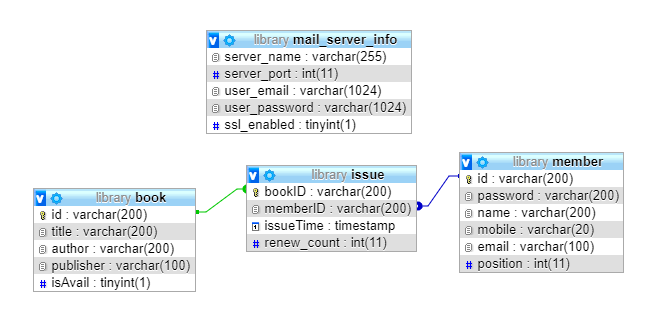 library mail_server_info
server_name : varchar(255)
# server_port : int(11)
user_email : varchar(1024)
user_password : varchar(1024)
# ssl_enabled : tinyint(1)
library book
id : varchar(200)
title : varchar(200)
author : varchar(200)
publisher : varchar(100)
# isAvail : tinyint(1)
library issue
bookID : varchar(200)
memberID : varchar(200)
issueTime : timestamp
# renew_count : int(11)
library member
id : varchar(200)
password : varchar(200)
name : varchar(200)
mobile : varchar(20)
email : varchar(100)
# position : int(11)